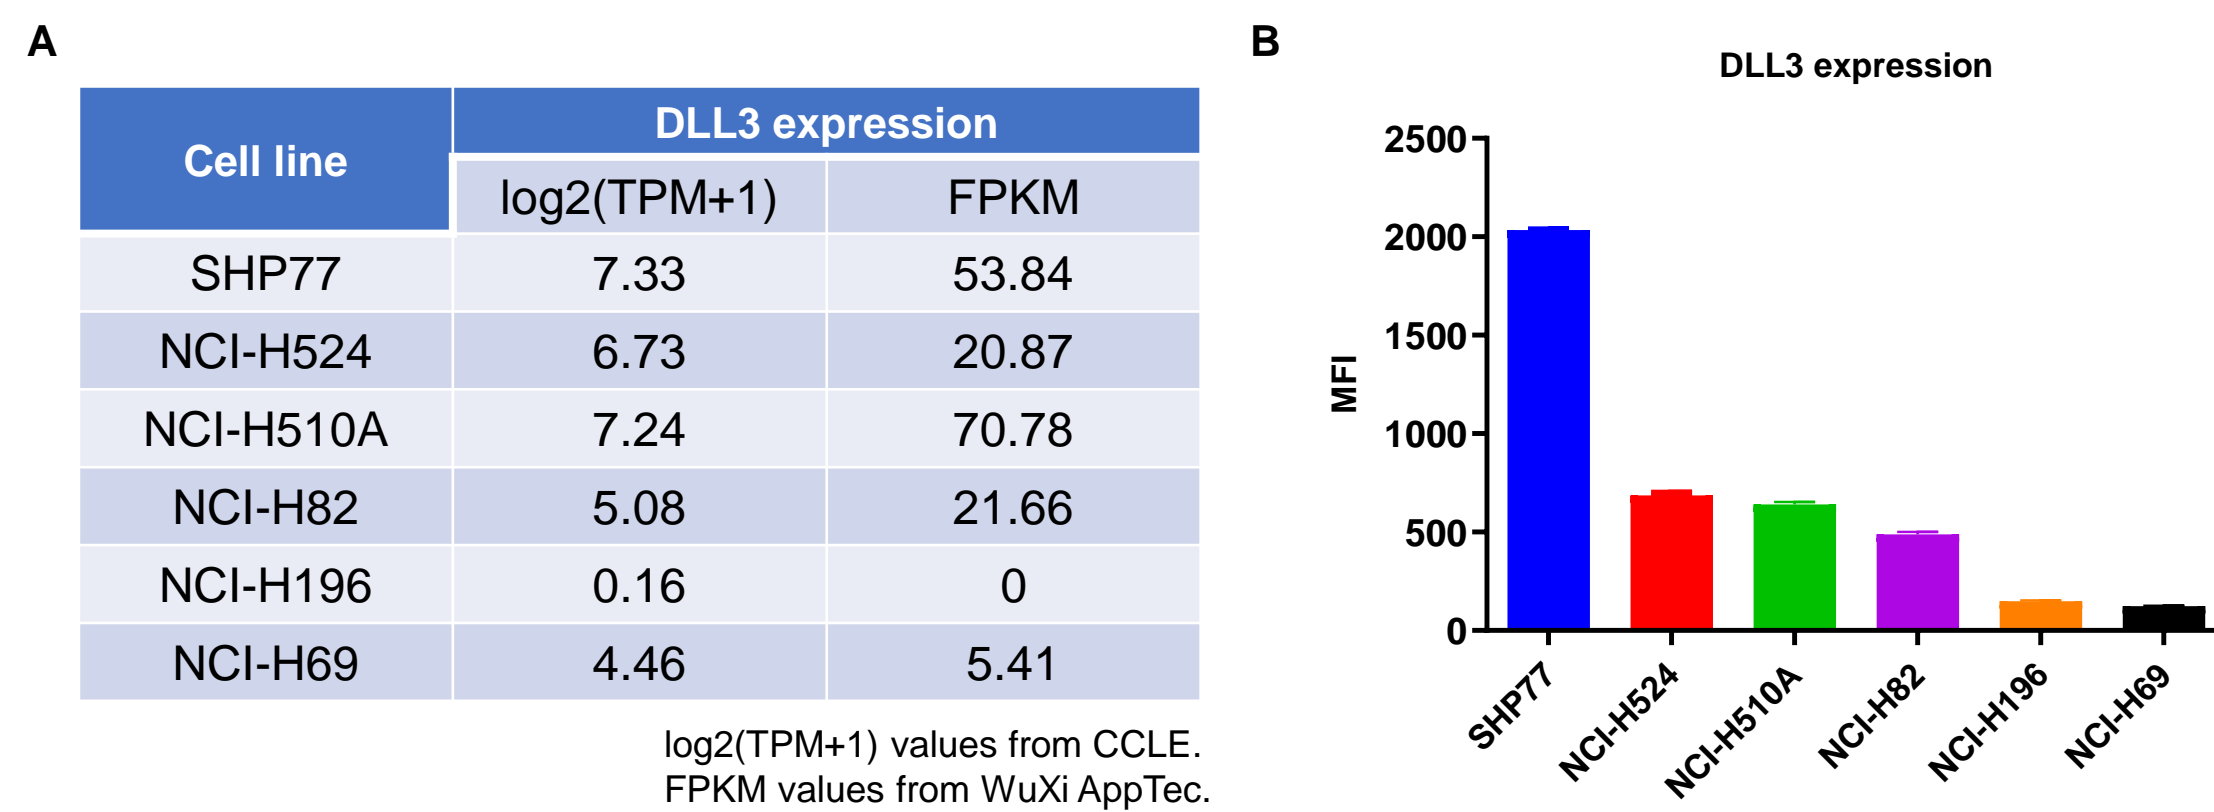 A
Cell line
DLL3 expression
log2(TPM+1) FPKM
SHP77 7.33 53.84
NCI-H524 6.73 20.87
NCI-H510A 7.24 70.78
NCI-H82 5.08 21.66
NCI-H196 0.16 0
NCI-H69 4.46 5.41
log2(TPM+1) values from CCLE.
FPKM values from WuXi AppTec.
B
DLL3 expression
MFI
2500
2000
1500
1000
500
0
SHP77
NCI-H524
NCI-H510A
NCI-H82
NCI-H196
NCI-H69